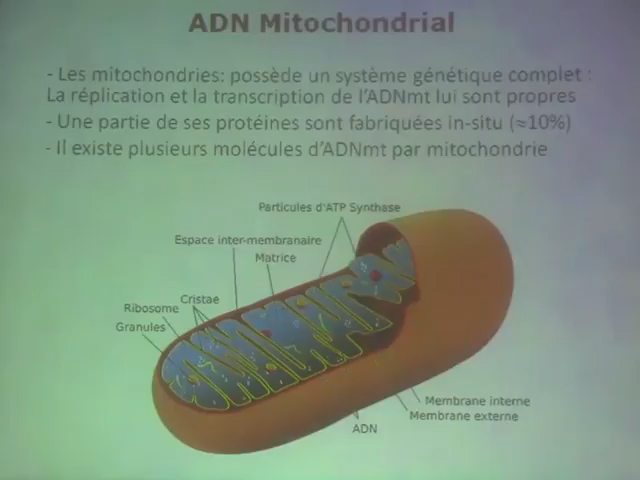 ADN Mitochondrial
- Les mitochondries: possède un système génétique complet :
La réplication et la transcription de l'ADNmt lui sont propres
- Une partie de ses protéines sont fabriquées in-situ (≈10%)
- Il existe plusieurs molécules d'ADNmt par mitochondrie
Particules d'ATP Synthase
Espace inter-membranaire
Matrice
Cristae
Ribosome
Granules
Membrane interne
Membrane externe
ADN